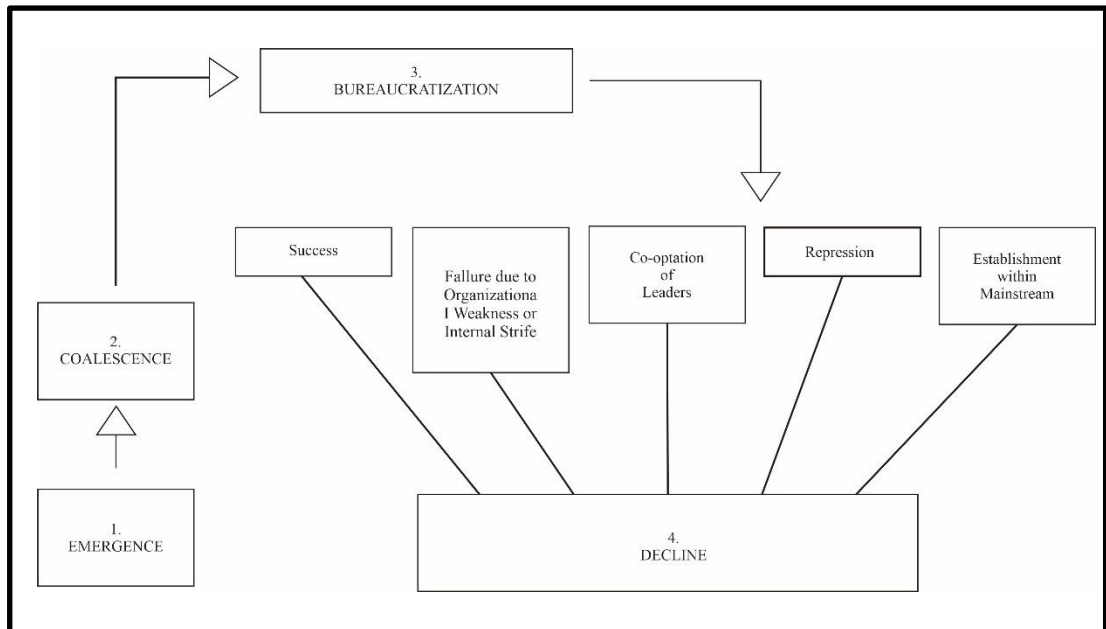 3.
BUREAUCRATIZATION
Success
Fallure due to
Organizationa
l Weakness or
Internal Strife
Co-optation
of
Leaders
Repression
Establishment
within
Mainstream
2.
COALESCENCE
1.
EMERGENCE
4.
DECLINE